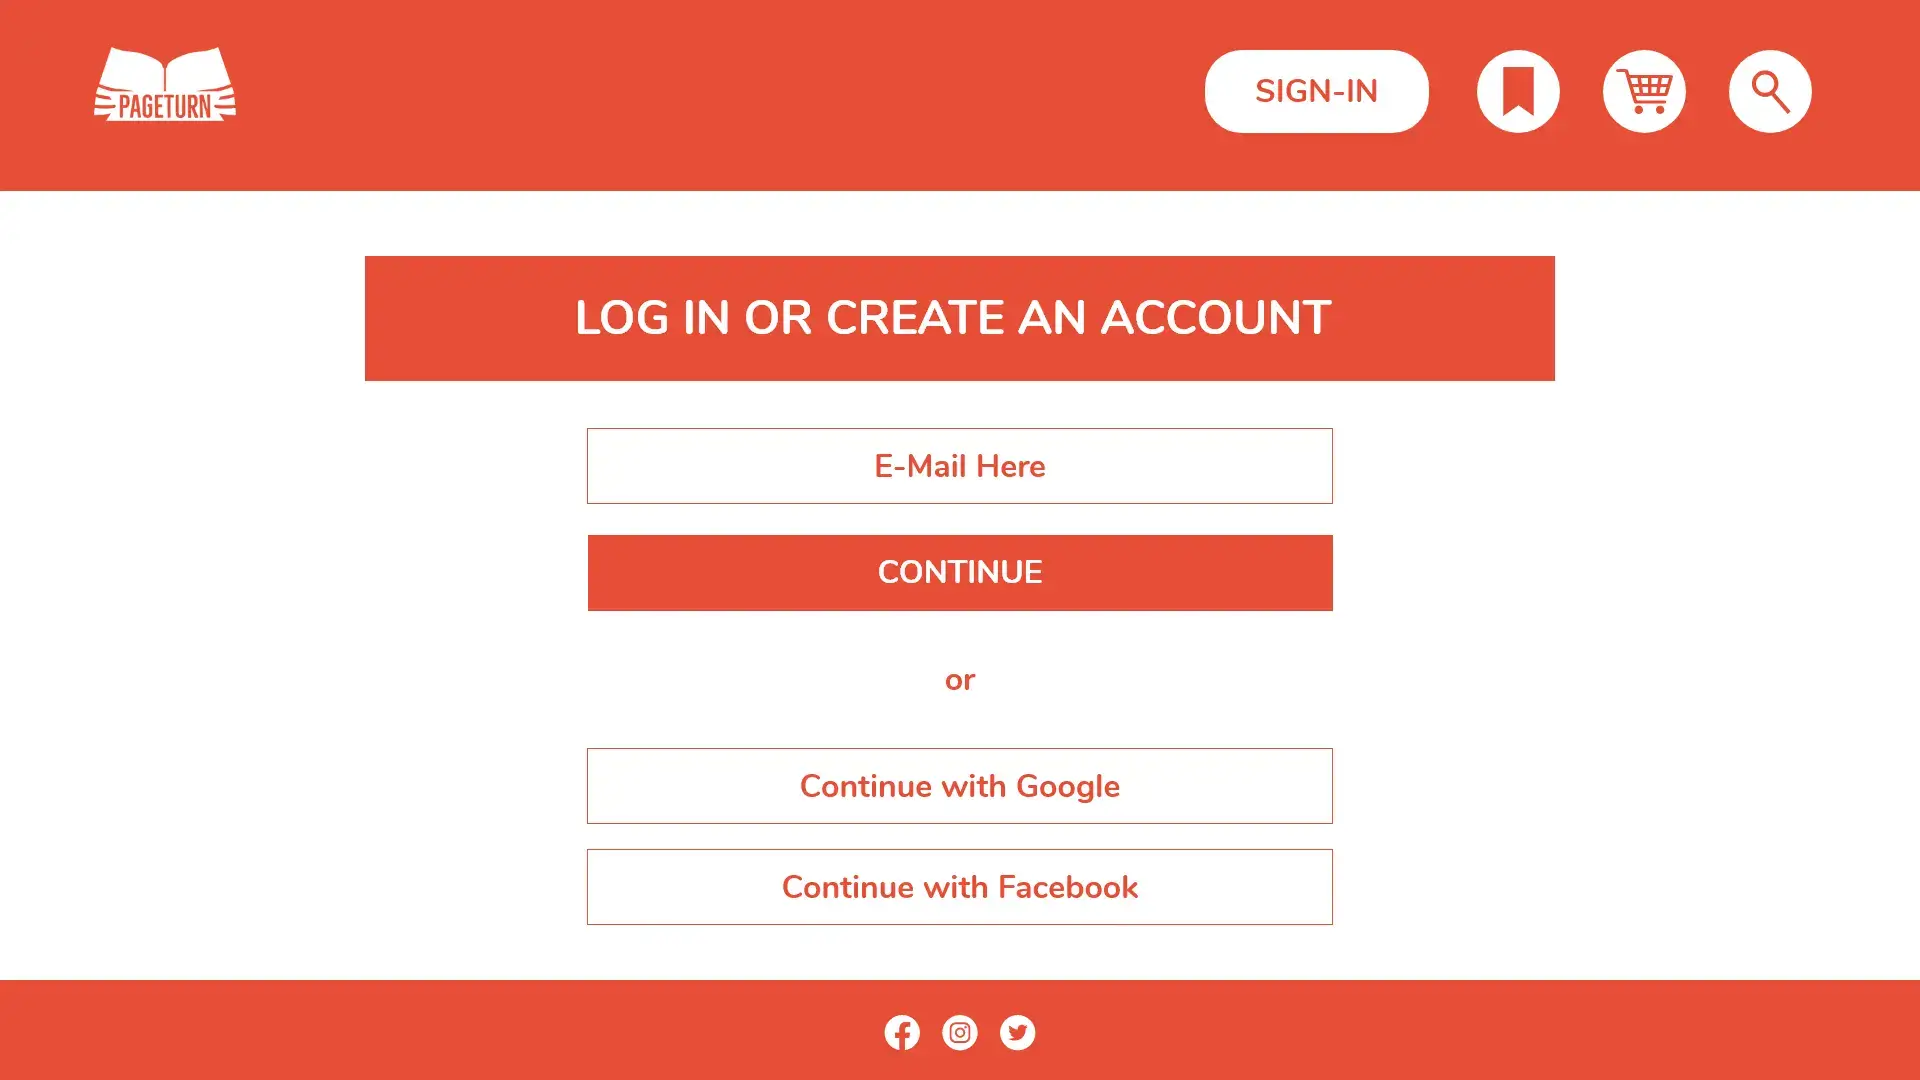 PAGETURN
SIGN-IN
LOG IN OR CREATE AN ACCOUNT
E-Mail Here
CONTINUE
or
Continue with Google
Continue with Facebook